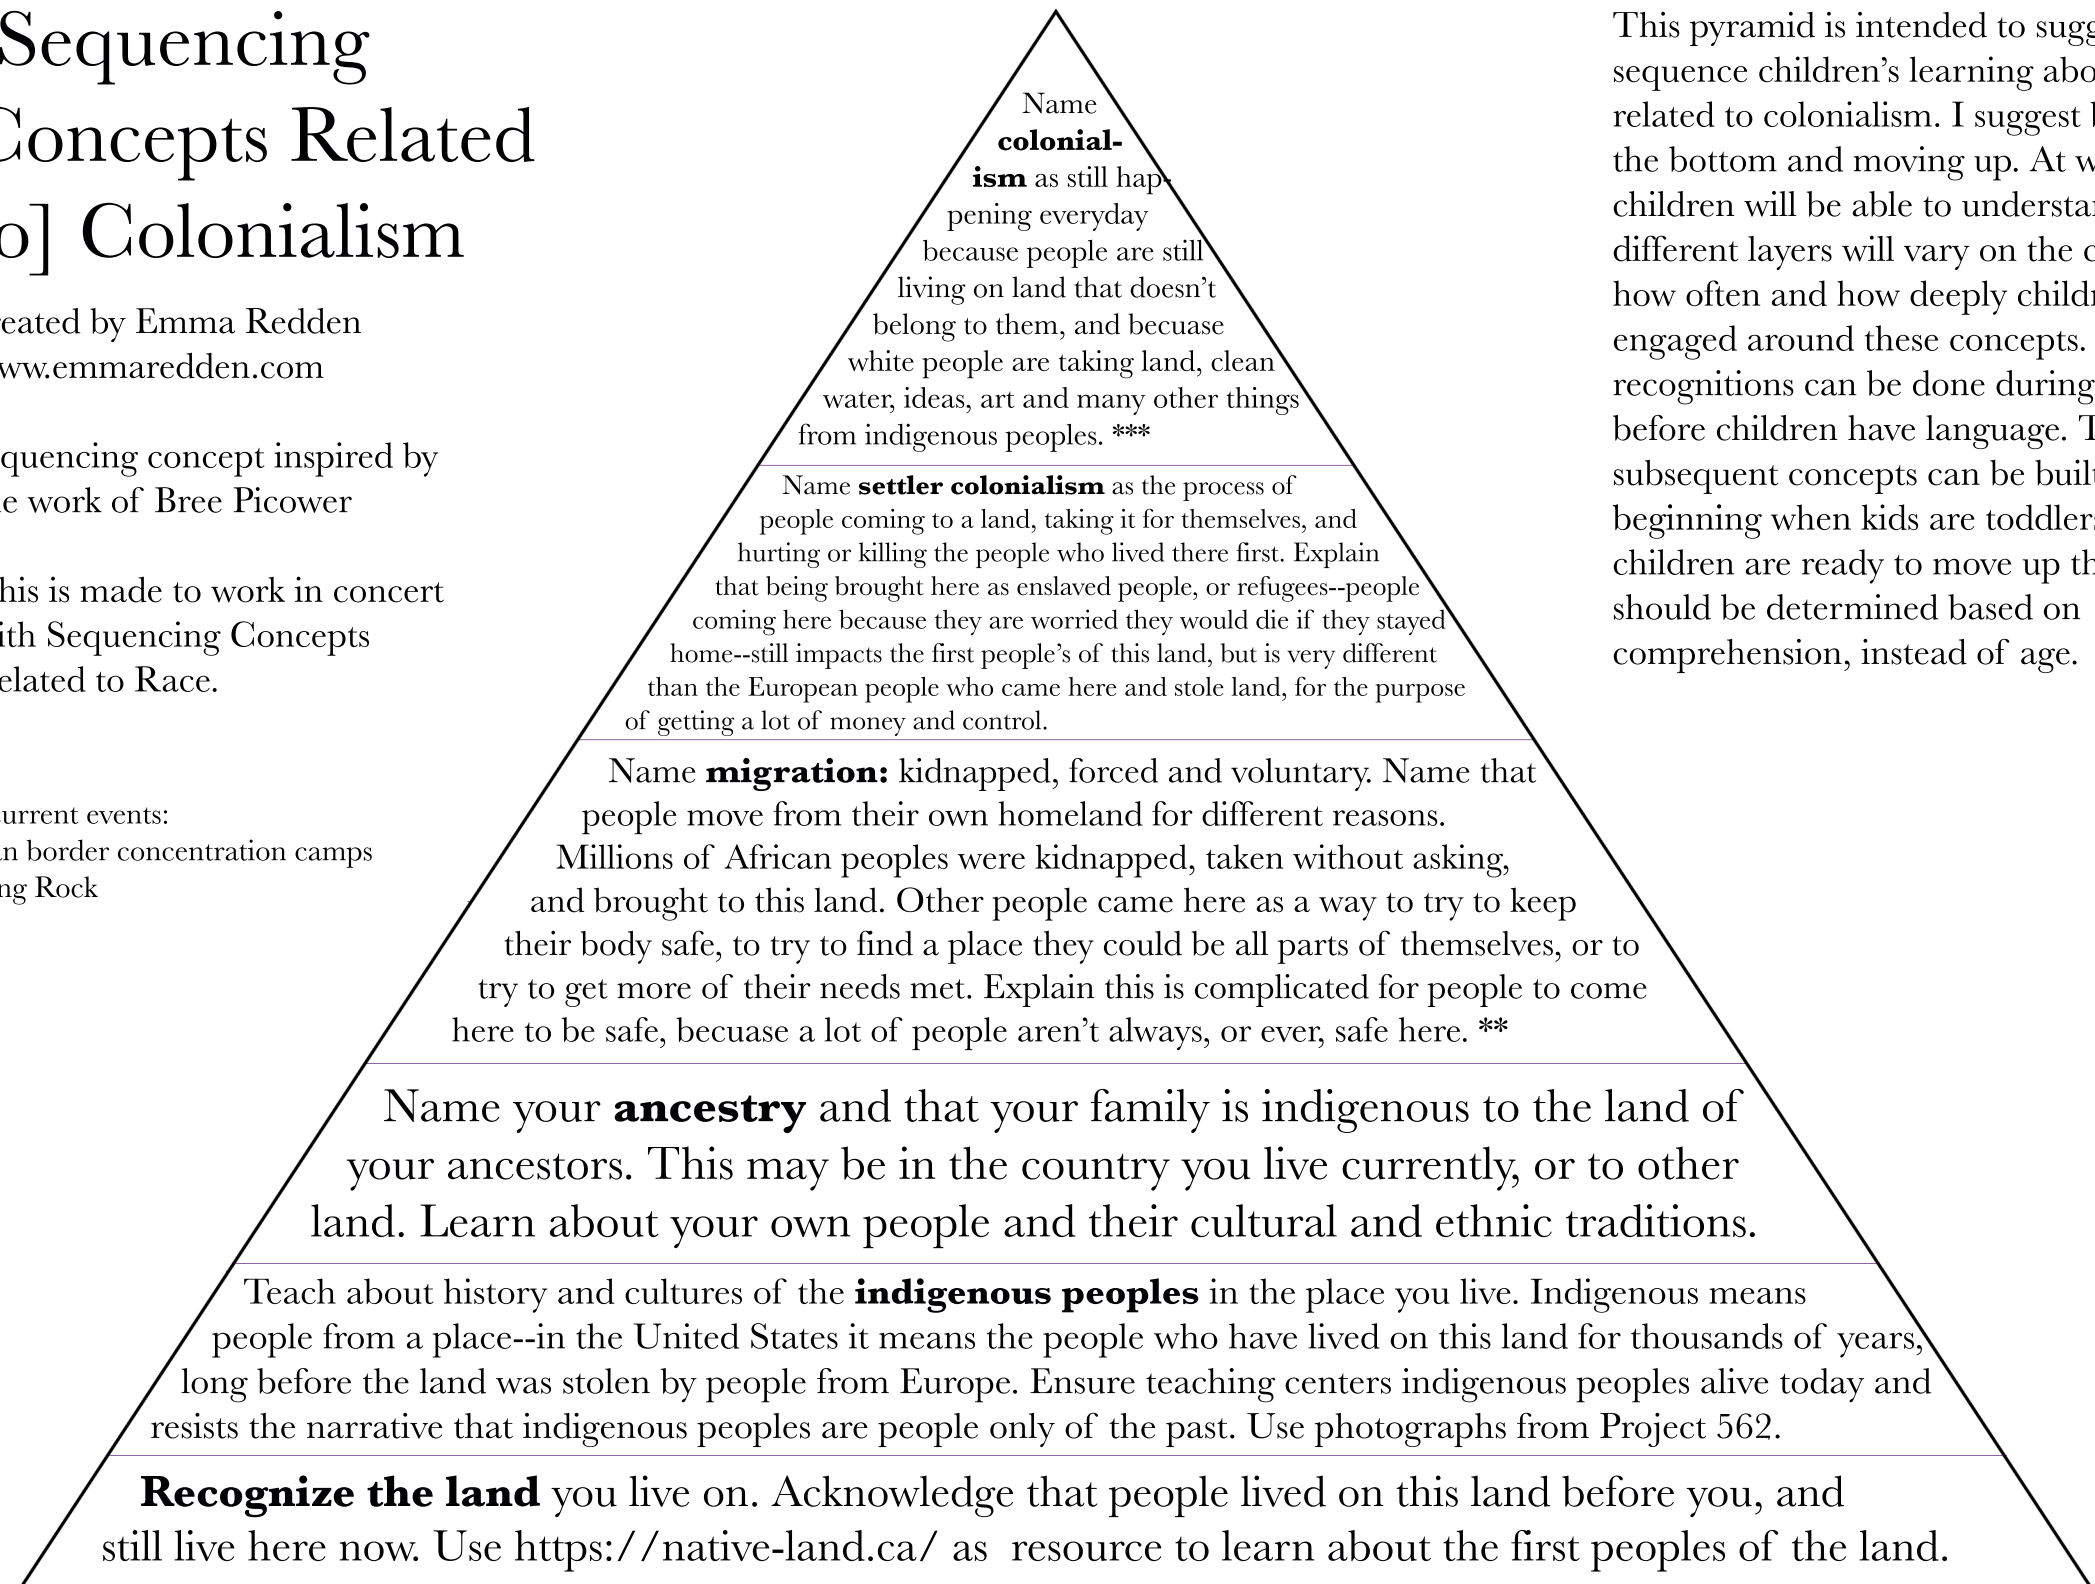 Sequencing
Concepts Related
o] Colonialism
reated by Emma Redden
ww.emmaredden.com
quencing concept inspired by
e work of Bree Picower
his is made to work in concert
ith Sequencing Concepts
elated to Race.
urrent events:
an border concentration camps
ng Rock
Name
colonial-
ism as still hap-
pening everyday
because people are still
living on land that doesn't
belong to them, and becuase
white people are taking land, clean
water, ideas, art and many other things
from indigenous peoples. ***
Name settler colonialism as the process of
people coming to a land, taking it for themselves, and
hurting or killing the people who lived there first. Explain
that being brought here as enslaved people, or refugees--people
coming here because they are worried they would die if they stayed
home--still impacts the first people's of this land, but is very different
than the European people who came here and stole land, for the purpose
of getting a lot of money and control.
Name migration: kidnapped, forced and voluntary. Name that
people move from their own homeland for different reasons.
Millions of African peoples were kidnapped, taken without asking,
and brought to this land. Other people came here as a way to try to keep
their body safe, to try to find a place they could be all parts of themselves, or to
try to get more of their needs met. Explain this is complicated for people to come
here to be safe, becuase a lot of people aren't always, or ever, safe here. **
Name your ancestry and that your family is indigenous to the land of
your ancestors. This may be in the country you live currently, or to other
land. Learn about your own people and their cultural and ethnic traditions.
Teach about history and cultures of the indigenous peoples in the place you live. Indigenous means
people from a place--in the United States it means the people who have lived on this land for thousands of years,
long before the land was stolen by people from Europe. Ensure teaching centers indigenous peoples alive today and
resists the narrative that indigenous peoples are people only of the past. Use photographs from Project 562.
Recognize the land you live on. Acknowledge that people lived on this land before you, and
still live here now. Use https://native-land.ca/ as resource to learn about the first peoples of the land.
This pyramid is intended to sugg
sequence children's learning abo
related to colonialism. I suggest b
the bottom and moving up. At w
children will be able to understan
different layers will vary on the c
how often and how deeply childr
engaged around these concepts.
recognitions can be done during
before children have language. T
subsequent concepts can be built
beginning when kids are toddlers
children are ready to move up th
should be determined based on
comprehension, instead of age.